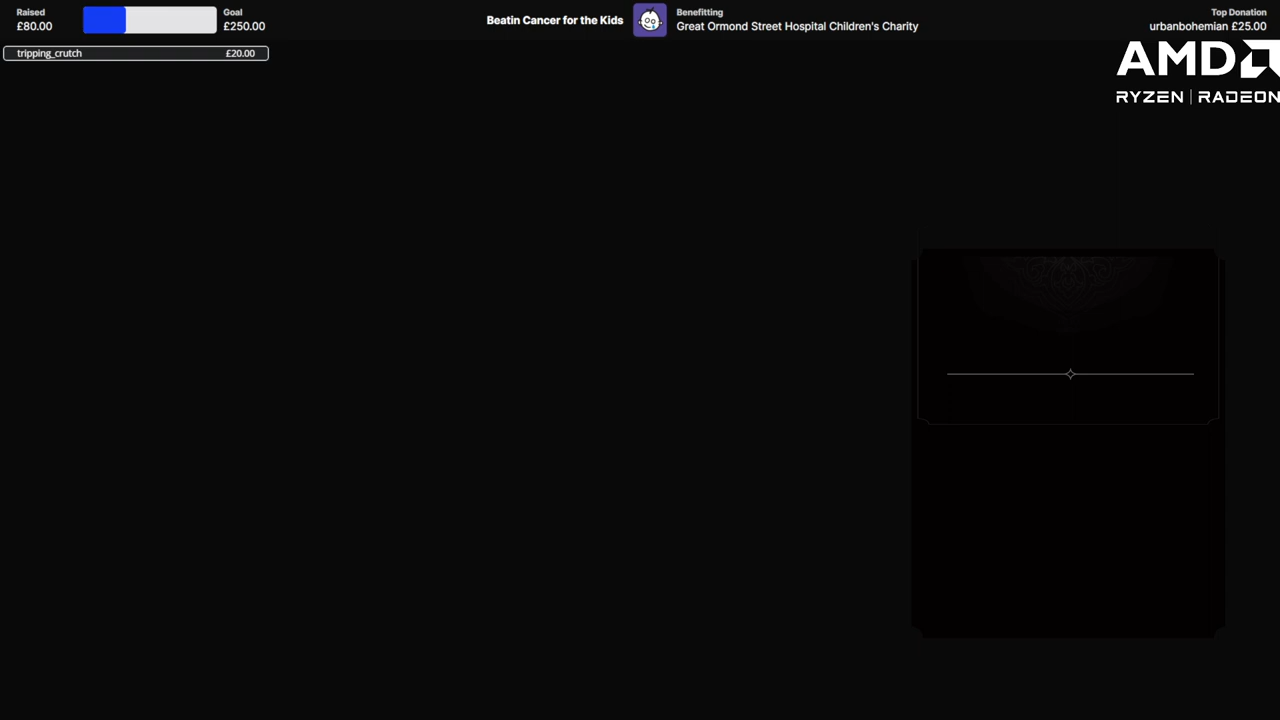 Raised
£80.00
Goal
£250.00
Beatin Cancer for the Kids
Benefitting
Great Ormond Street Hospital Children's Charity
Top Donation
urbanbohemian £25.00
tripping_crutch £20.00
AMD
RYZEN | RADEON